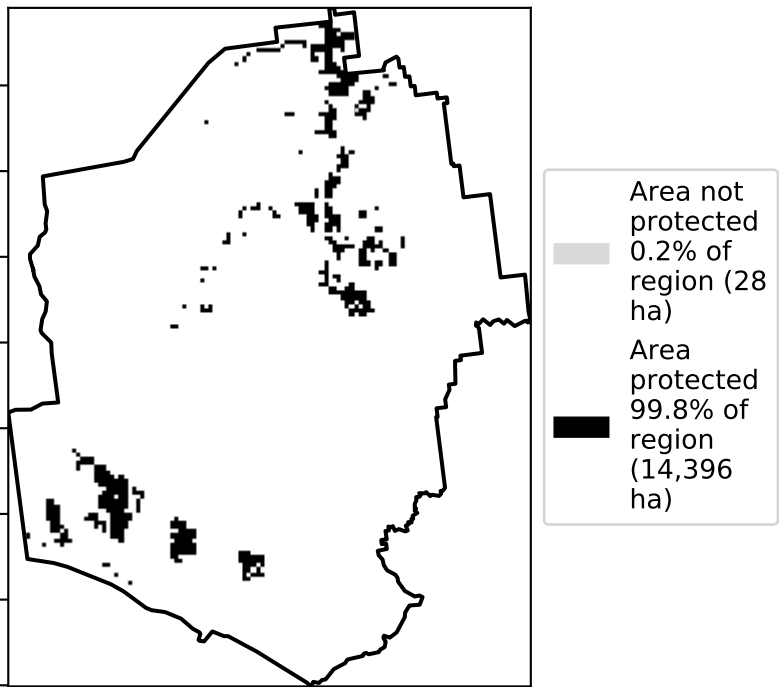 Area not
protected
0.2% of
region (28
ha)
Area
protected
99.8% of
region
(14,396
ha)